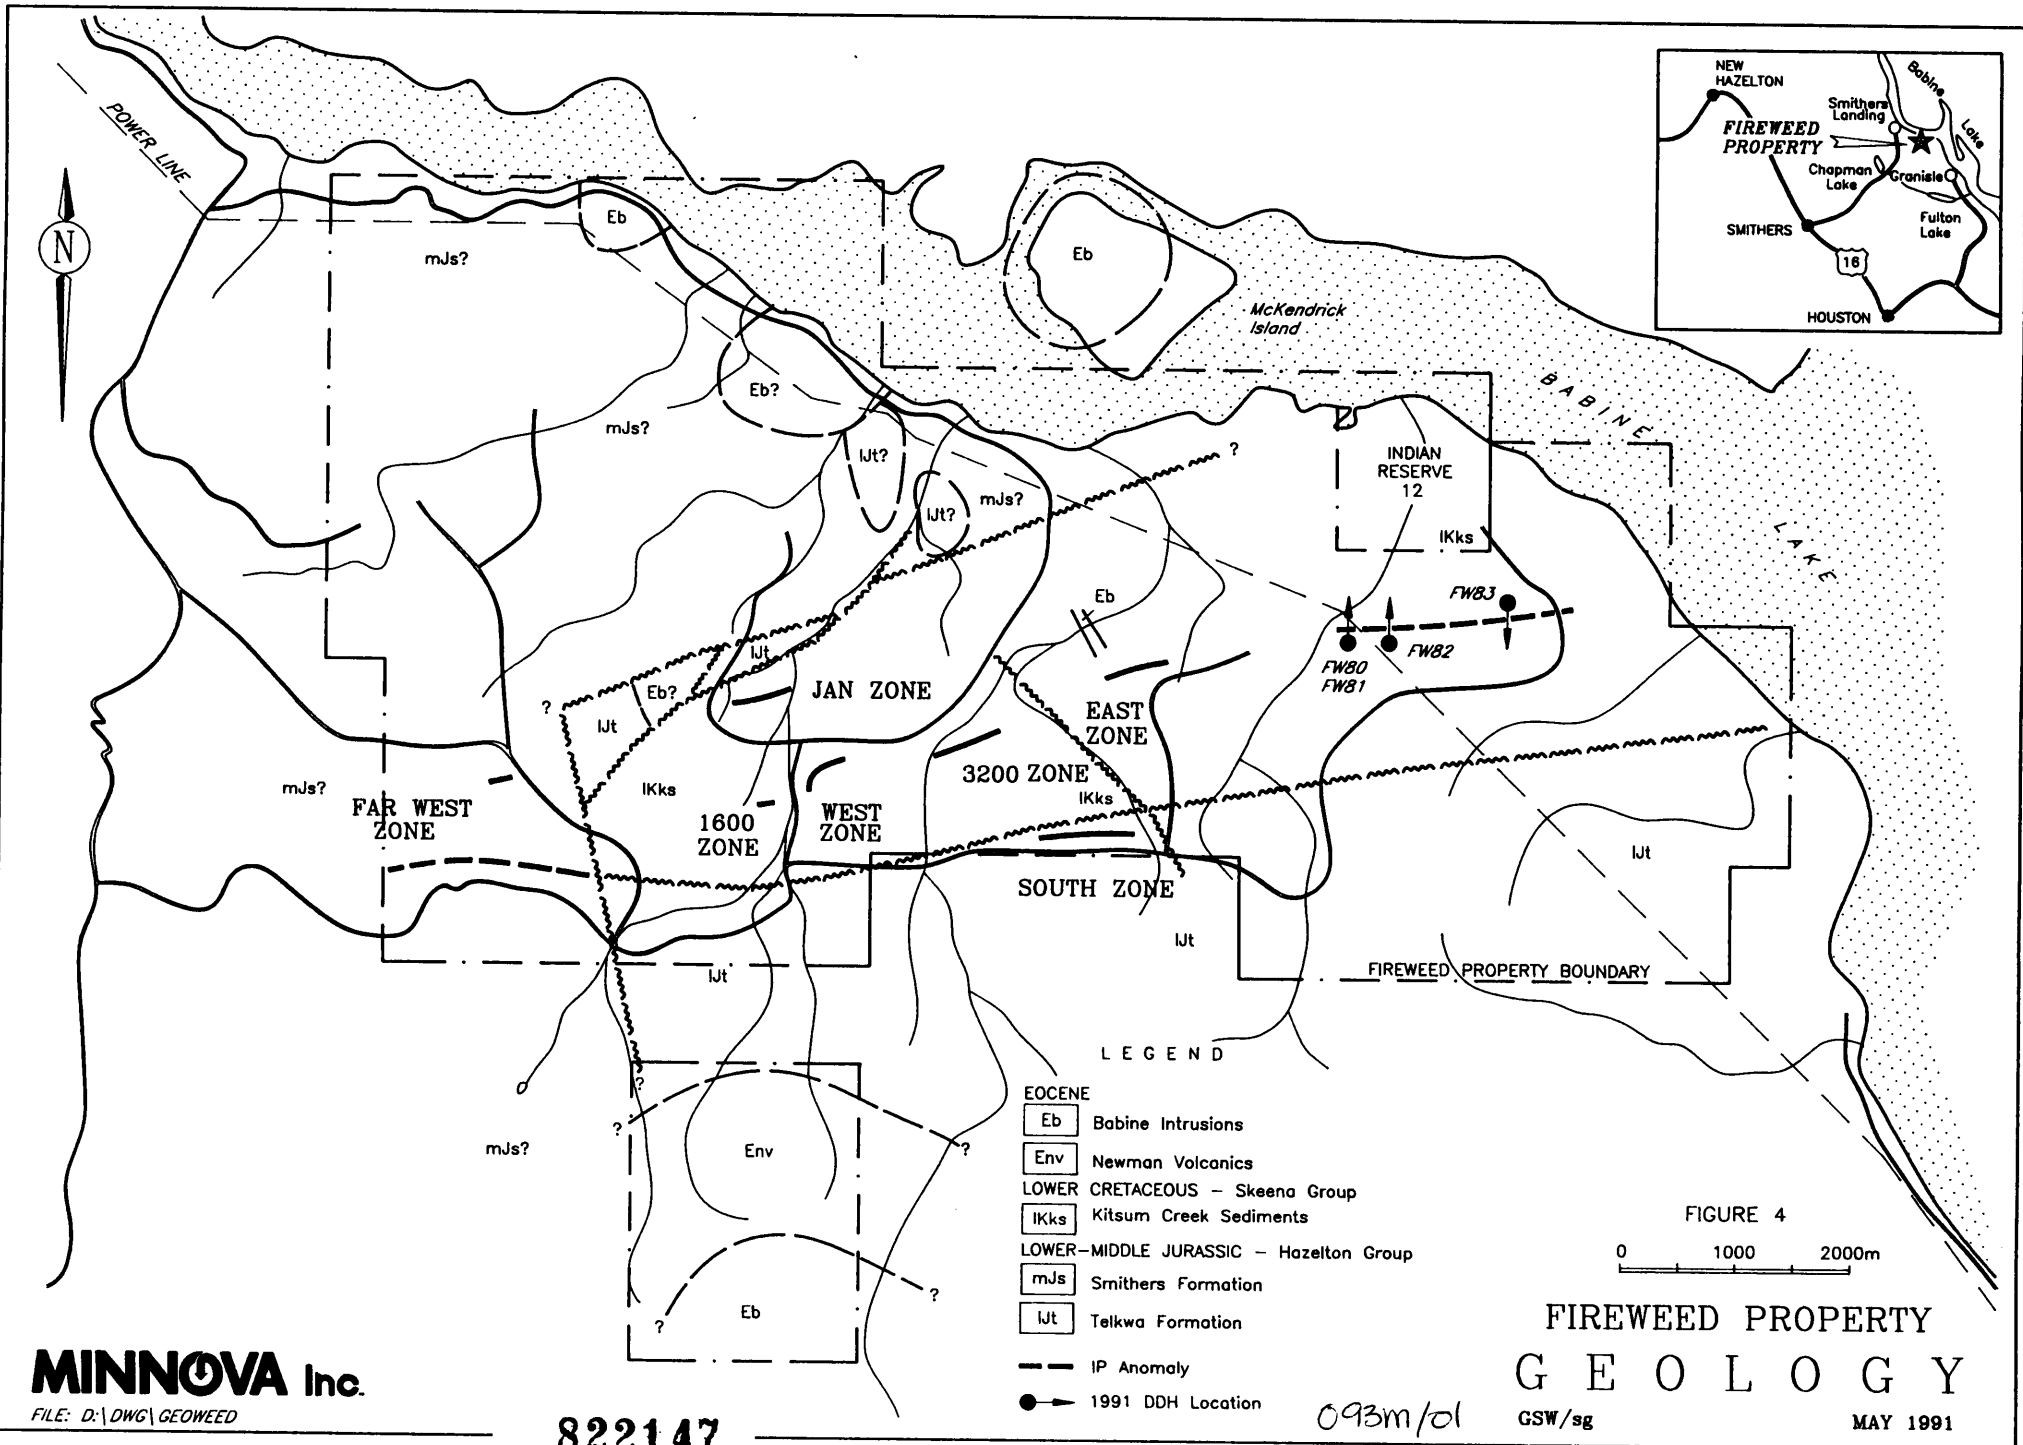 POWER LINE
N
Eb
mJs?
Eb
McKendrick
Island
NEW
HAZELTON
Babine
Lake
Smithers
Landing
FIREWEED
PROPERTY
Chapman
Lake
Granisle
Fulton
Lake
SMITHERS
16
HOUSTON
BABINE
LAKE
Eb?
mJs?
lJt?
lJt?
mJs?
?
INDIAN
RESERVE
12
lKks
Eb
FW83
FW82
FW80
FW81
lJt
Eb?
?
lJt
JAN ZONE
EAST
ZONE
3200 ZONE
lKks
mJs?
FAR WEST
ZONE
lKks
1600
ZONE
WEST
ZONE
SOUTH ZONE
lJt
lJt
lJt
FIREWEED PROPERTY BOUNDARY
?
?
?
mJs?
Env
?
?
Eb
LEGEND
EOCENE
Eb Babine Intrusions
Env Newman Volcanics
LOWER CRETACEOUS – Skeena Group
lKks Kitsum Creek Sediments
LOWER–MIDDLE JURASSIC – Hazelton Group
mJs Smithers Formation
lJt Telkwa Formation
IP Anomaly
1991 DDH Location
FIGURE 4
0 1000 2000m
FIREWEED PROPERTY
GEOLOGY
GSW/sg MAY 1991
MINNOVA Inc.
FILE: D:\DWG\GEOWEED
822147
093m/01